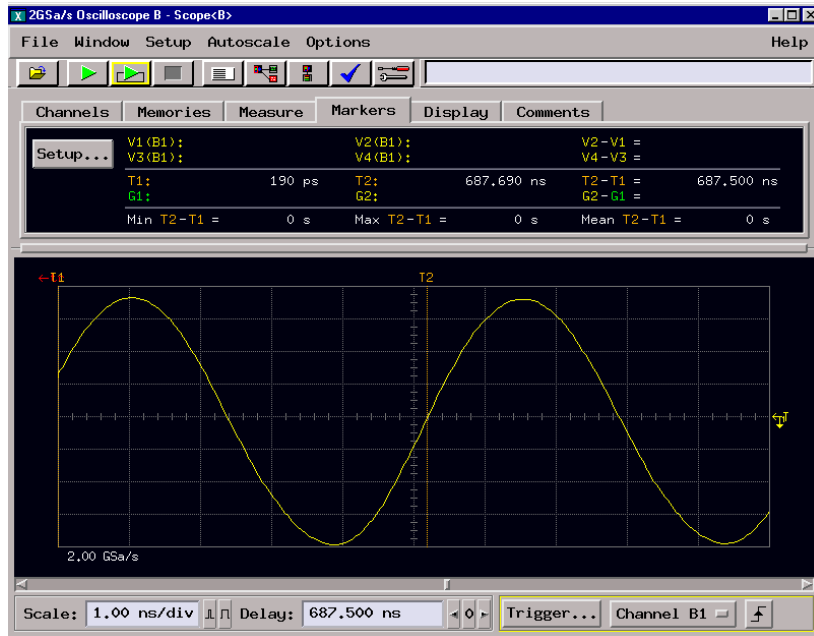 X 2GSa/s Oscilloscope B - Scope<B>
File Window Setup Autoscale Options Help
Channels Memories Measure Markers Display Comments
Setup...
V1(B1): V2(B1): V2-V1 =
V3(B1): V4(B1): V4-V3 =
T1: 190 ps T2: 687.690 ns T2-T1 = 687.500 ns
G1: G2: G2-G1 =
Min T2-T1 = 0 s Max T2-T1 = 0 s Mean T2-T1 = 0 s
T1 T2
T
2.00 GSa/s
Scale: 1.00 ns/div Delay: 687.500 ns 0 Trigger... Channel B1